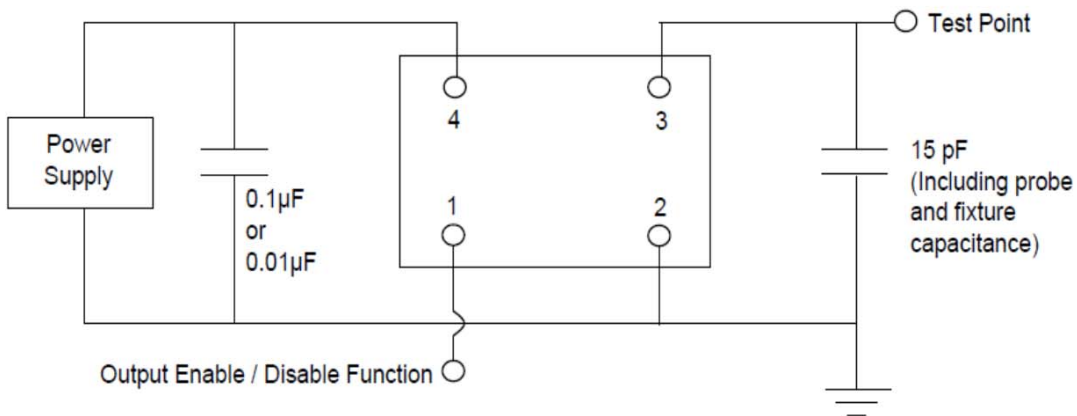 Test Point
4
3
Power
Supply
15 pF
(Including probe
and fixture
capacitance)
0.1µF
or
0.01µF
1
2
Output Enable / Disable Function